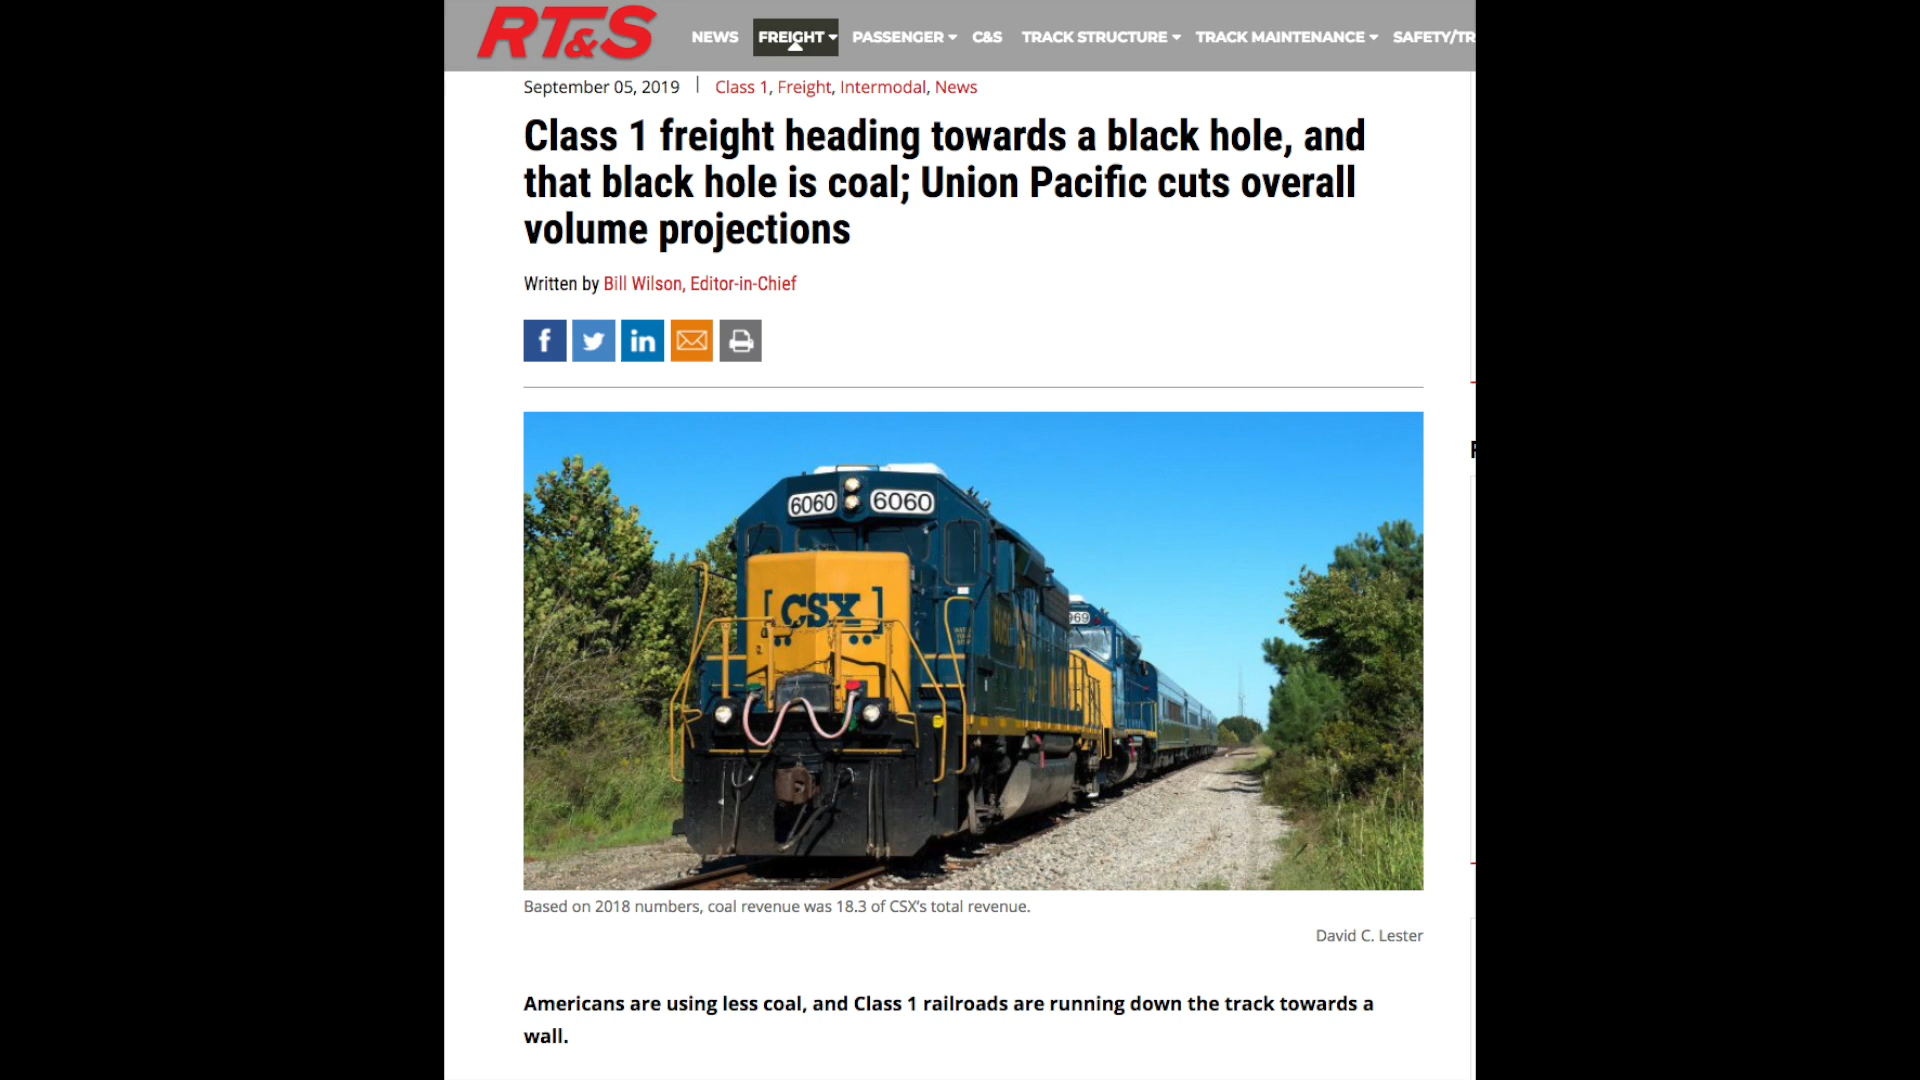 RT&S
NEWS FREIGHT PASSENGER C&S TRACK STRUCTURE TRACK MAINTENANCE SAFETY/TR
September 05, 2019 | Class 1, Freight, Intermodal, News
Class 1 freight heading towards a black hole, and
that black hole is coal; Union Pacific cuts overall
volume projections
Written by Bill Wilson, Editor-in-Chief
f in
6060 6060
CSX
969
Based on 2018 numbers, coal revenue was 18.3 of CSX's total revenue.
David C. Lester
Americans are using less coal, and Class 1 railroads are running down the track towards a
wall.